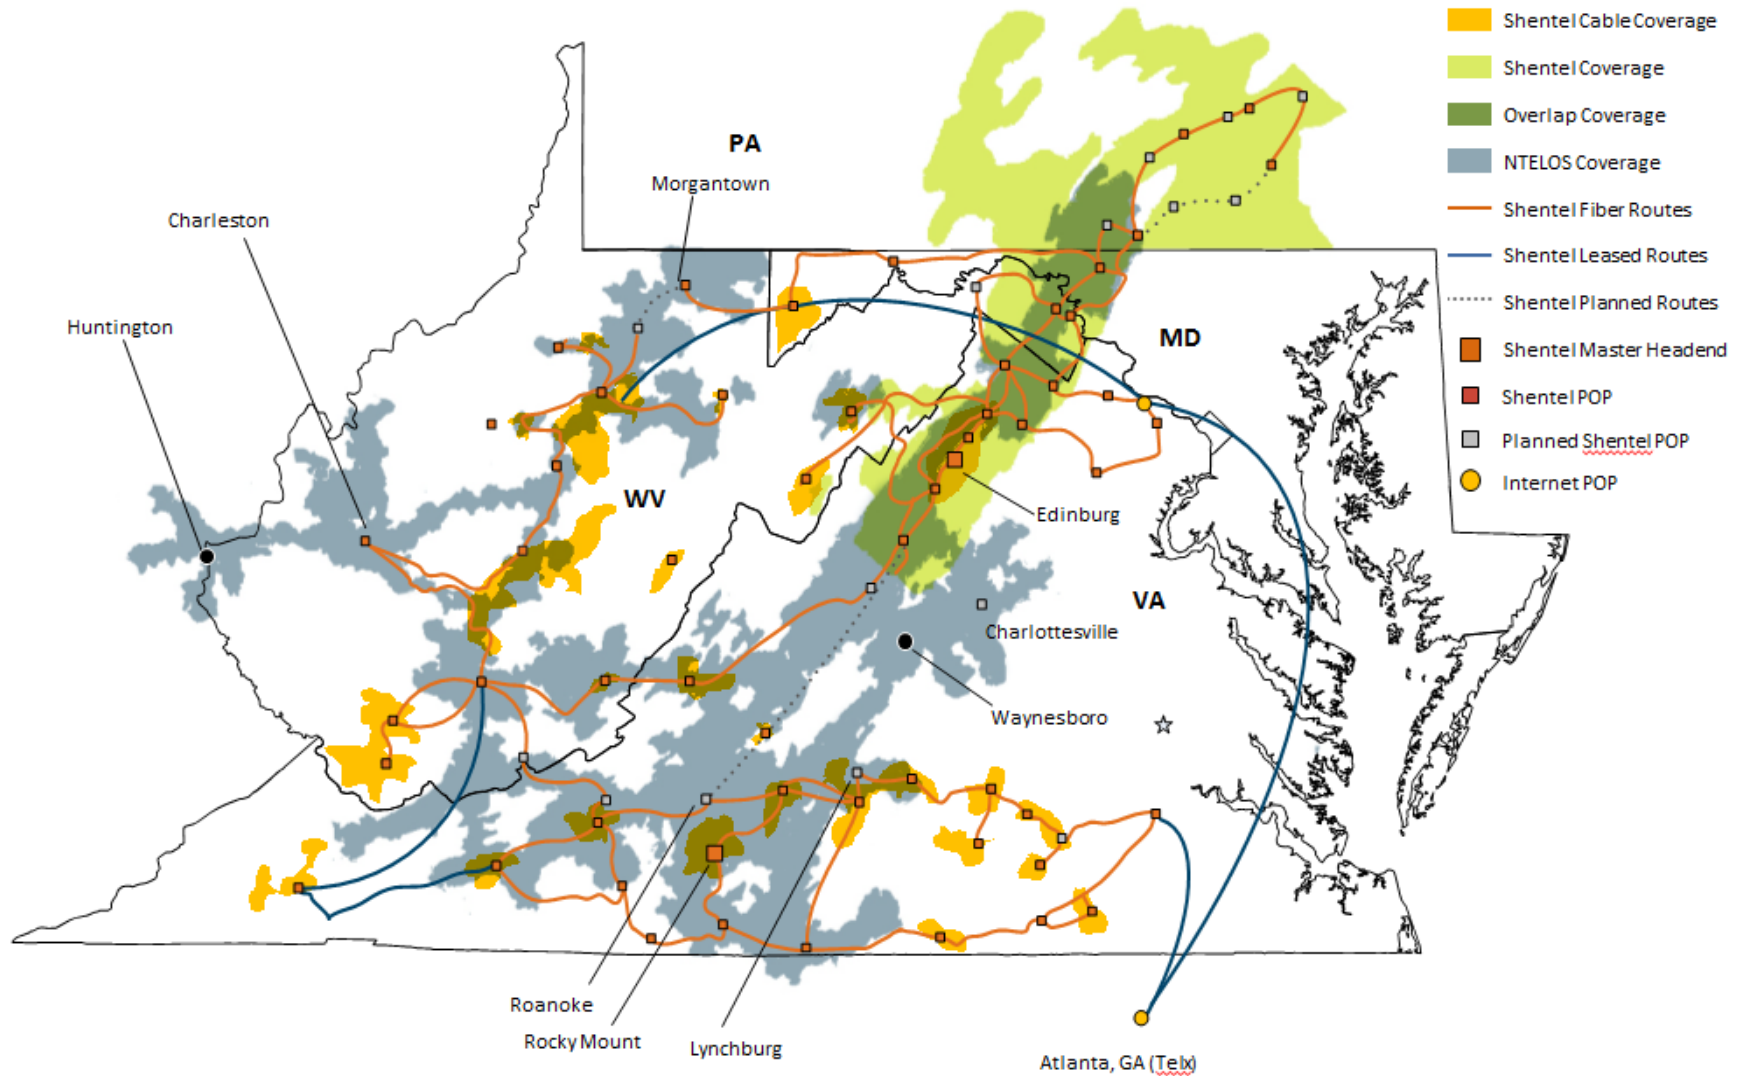 Shentel Cable Coverage
Shentel Coverage
Overlap Coverage
NTELOS Coverage
Shentel Fiber Routes
Shentel Leased Routes
Shentel Planned Routes
Shentel Master Headend
Shentel POP
Planned Shentel POP
Internet POP
PA
Morgantown
Charleston
Huntington
MD
WV
Edinburg
VA
Charlottesville
Waynesboro
Roanoke
Rocky Mount
Lynchburg
Atlanta, GA (Telx)